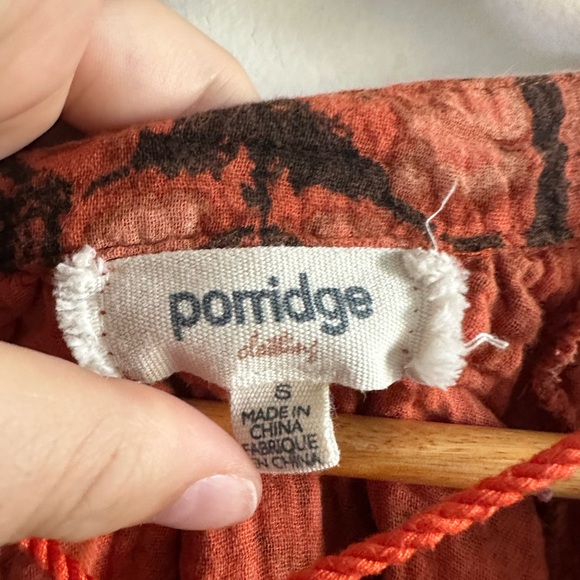 porridge
clothing
S
MADE IN
CHINA
FABRIQUE
EN CHINA